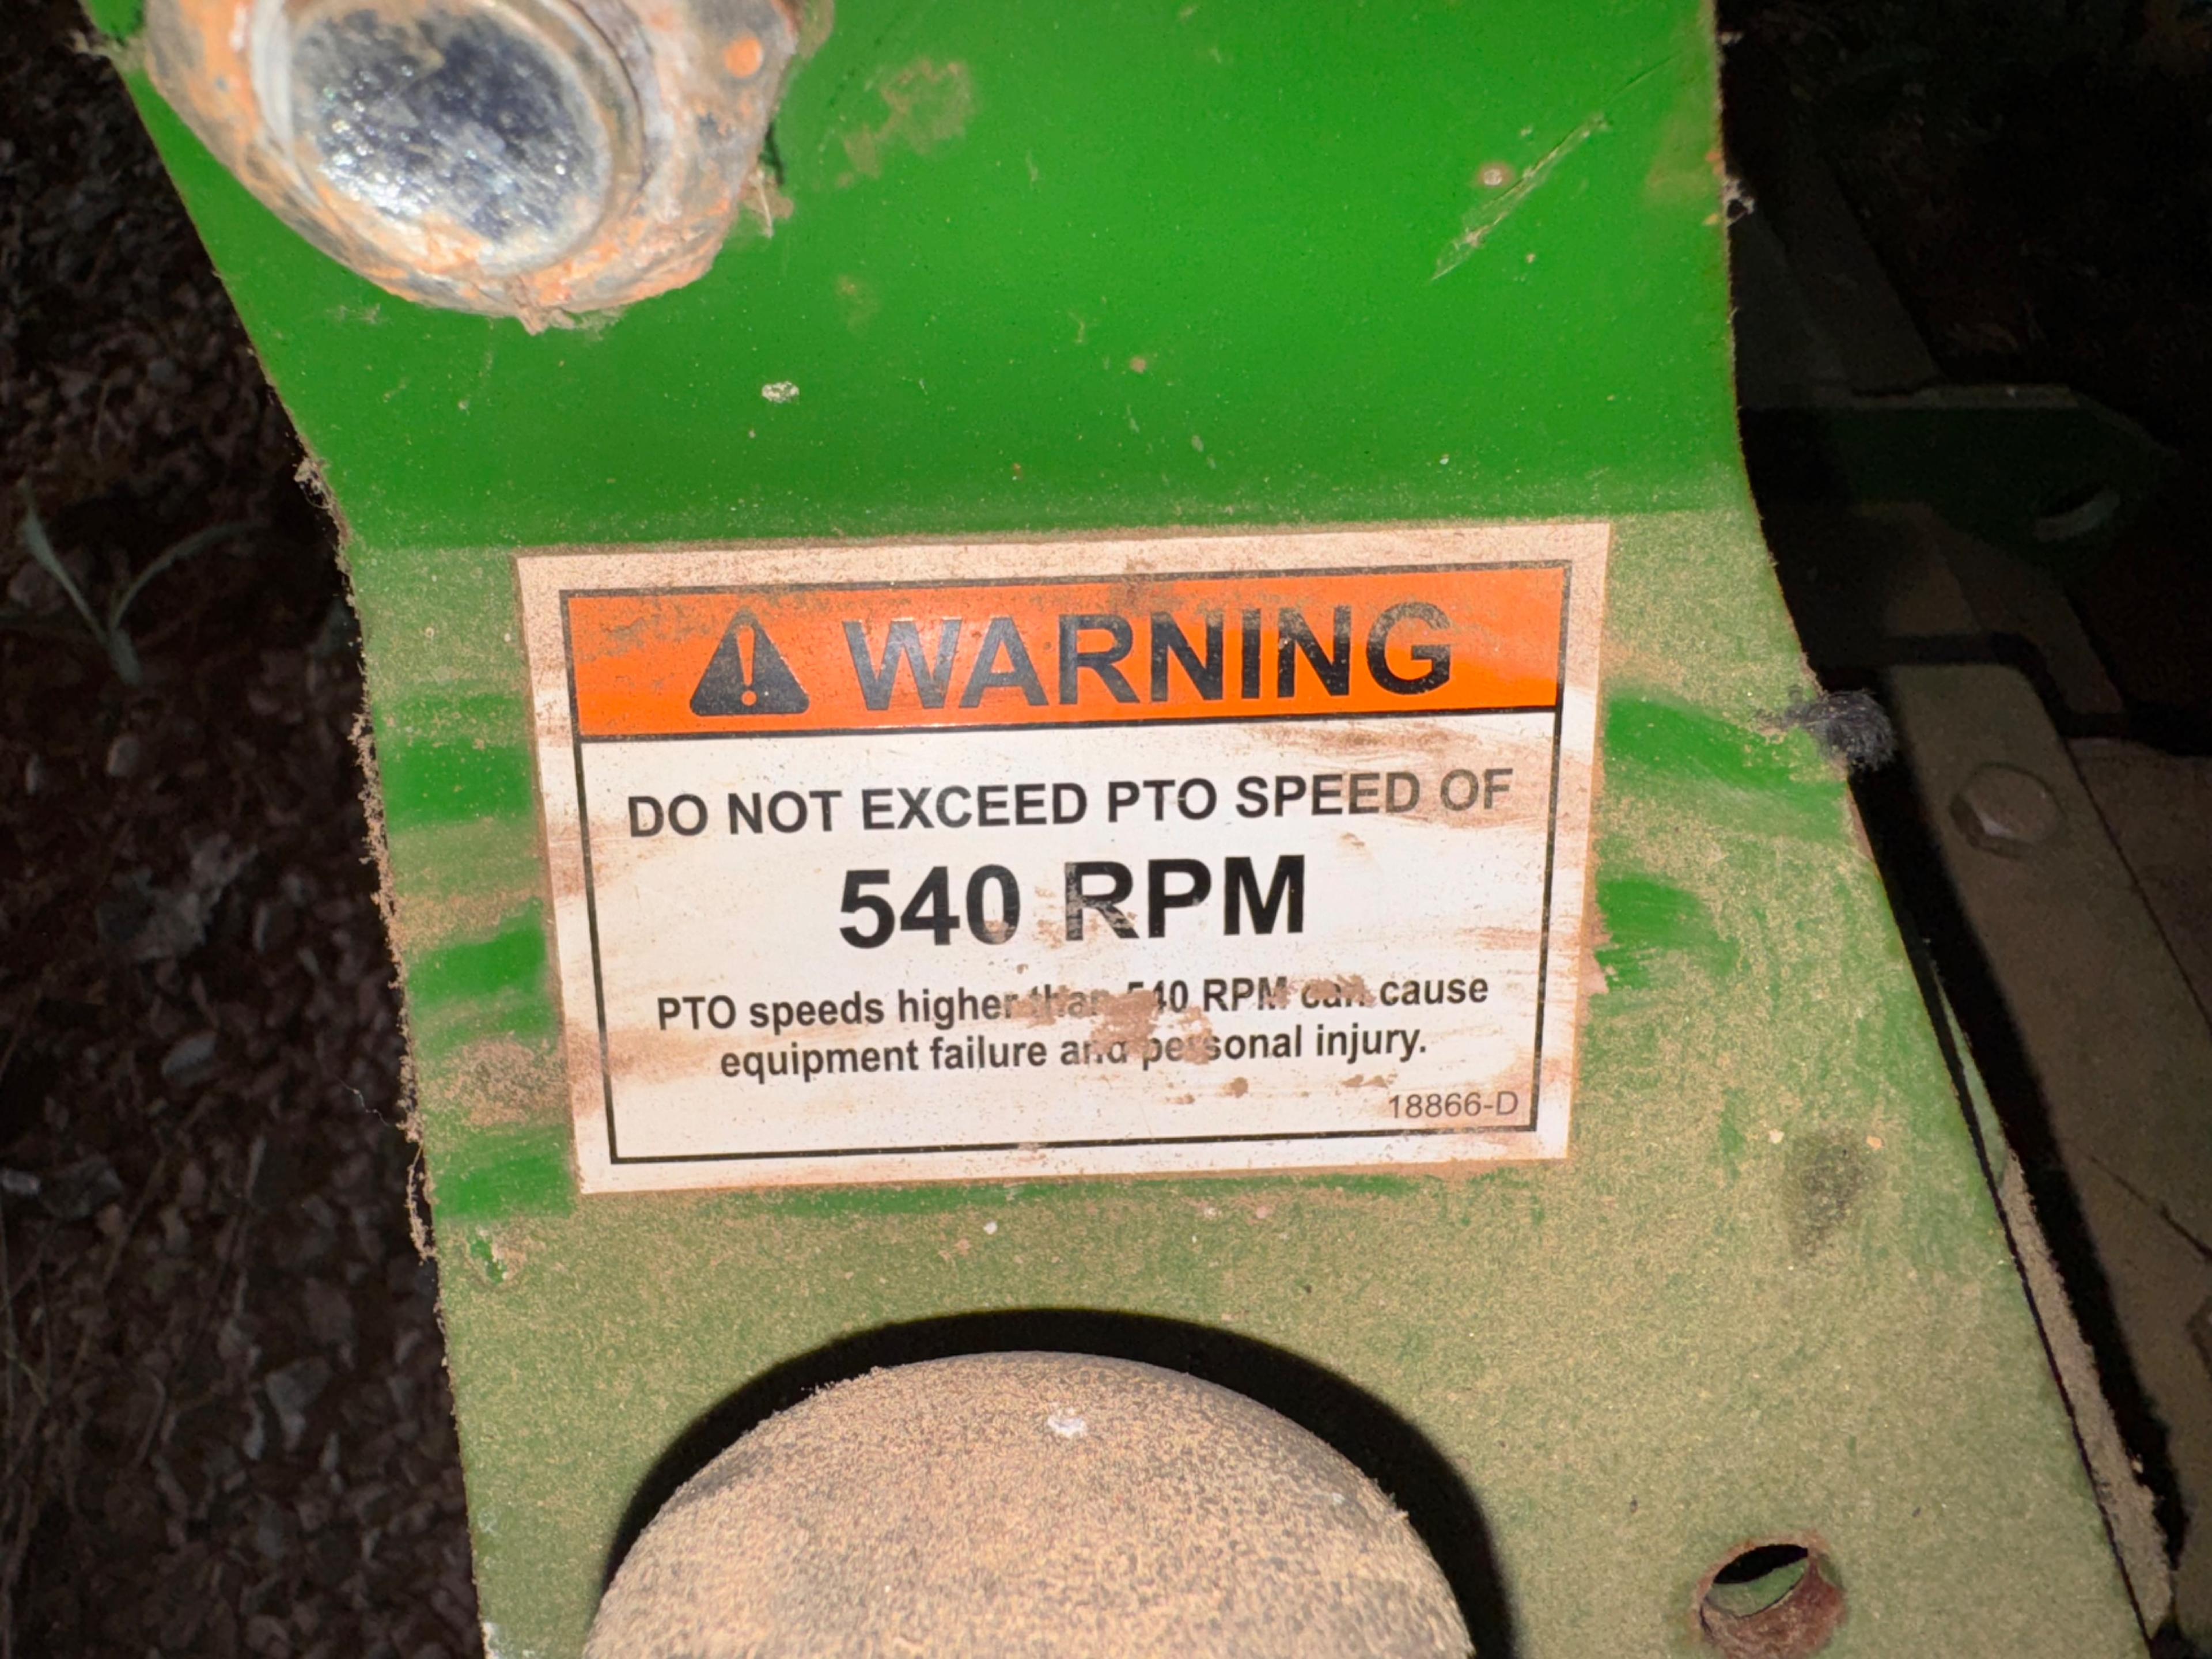 WARNING
DO NOT EXCEED PTO SPEED OF
540 RPM
PTO speeds higher than 540 RPM can cause
equipment failure and personal injury.
18866-D